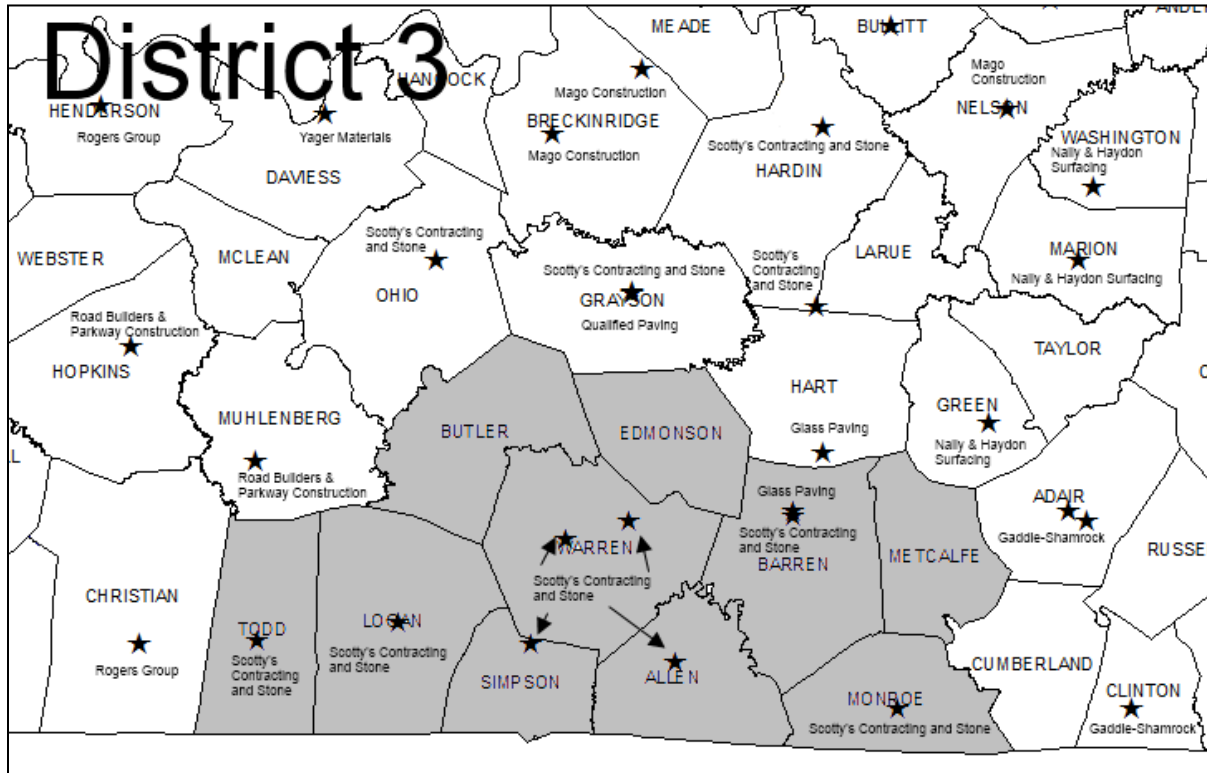 District 3
MEADE
BULLITT
HANCOCK
HENDERSON
Rogers Group
Yager Materials
DAVIESS
Mago Construction
BRECKINRIDGE
Mago Construction
Scotty's Contracting and Stone
HARDIN
Mago
Construction
NELSON
WASHINGTON
Nally & Haydon
Surfacing
WEBSTER
MCLEAN
Scotty's Contracting
and Stone
OHIO
Scotty's Contracting and Stone
GRAYSON
Qualified Paving
Scotty's
Contracting
and Stone
LARUE
MARION
Nally & Haydon Surfacing
Road Builders &
Parkway Construction
HOPKINS
MUHLENBERG
Road Builders &
Parkway Construction
BUTLER
EDMONSON
HART
Glass Paving
GREEN
Nally & Haydon
Surfacing
TAYLOR
ADAIR
Gaddie-Shamrock
RUSSE
CHRISTIAN
Rogers Group
TODD
Scotty's
Contracting
and Stone
LOGAN
Scotty's Contracting
and Stone
WARREN
Scotty's Contracting
and Stone
SIMPSON
ALLEN
Glass Paving
Scotty's Contracting
and Stone
BARREN
METCALFE
MONROE
Scotty's Contracting and Stone
CUMBERLAND
CLINTON
Gaddie-Shamrock